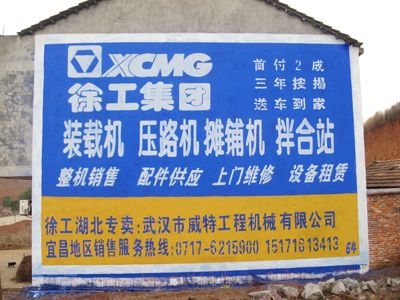 XCMG
徐工集团
首付2成
三年按揭
送车到家
装载机 压路机 摊铺机 拌合站
整机销售 配件供应 上门维修 设备租赁
徐工湖北专卖:武汉市威特工程机械有限公司
宜昌地区销售服务热线:0717-6215900 15171813413
64